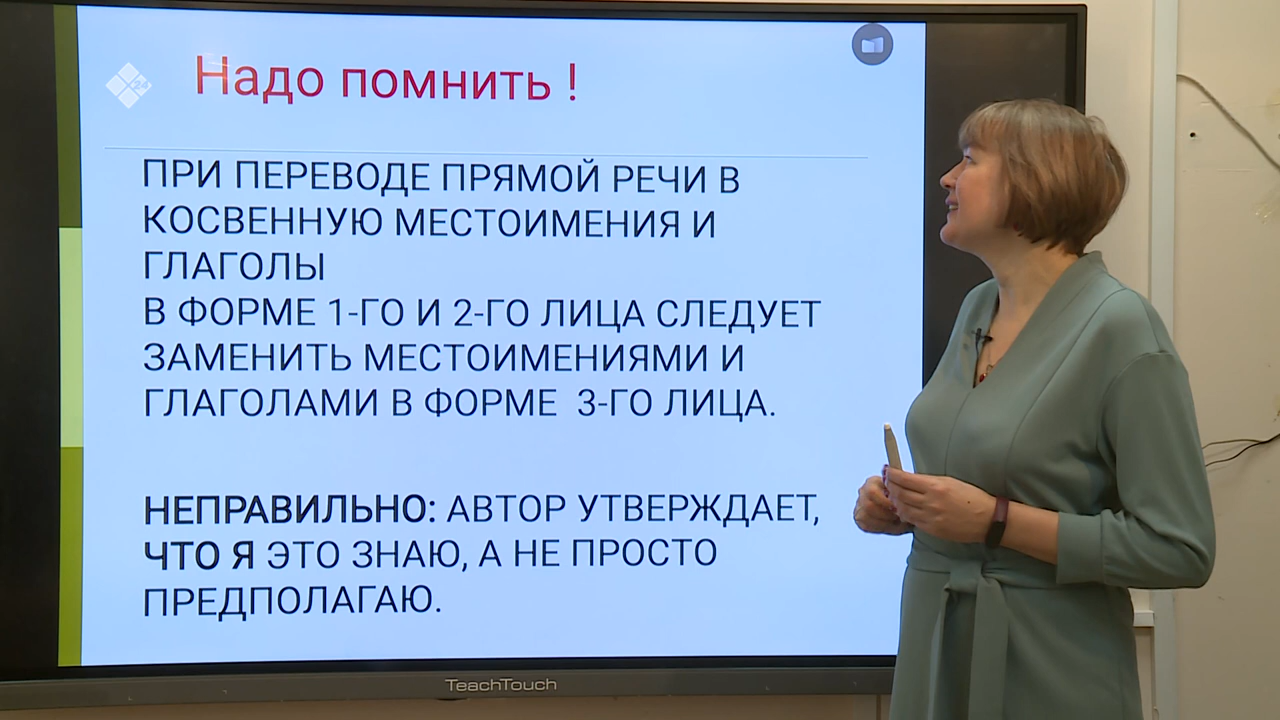 Надо помнить !
24
ПРИ ПЕРЕВОДЕ ПРЯМОЙ РЕЧИ В
КОСВЕННУЮ МЕСТОИМЕНИЯ И
ГЛАГОЛЫ
В ФОРМЕ 1-ГО И 2-ГО ЛИЦА СЛЕДУЕТ
ЗАМЕНИТЬ МЕСТОИМЕНИЯМИ И
ГЛАГОЛАМИ В ФОРМЕ 3-ГО ЛИЦА.
НЕПРАВИЛЬНО: АВТОР УТВЕРЖДАЕТ,
ЧТО Я ЭТО ЗНАЮ, А НЕ ПРОСТО
ПРЕДПОЛАГАЮ.
TeachTouch